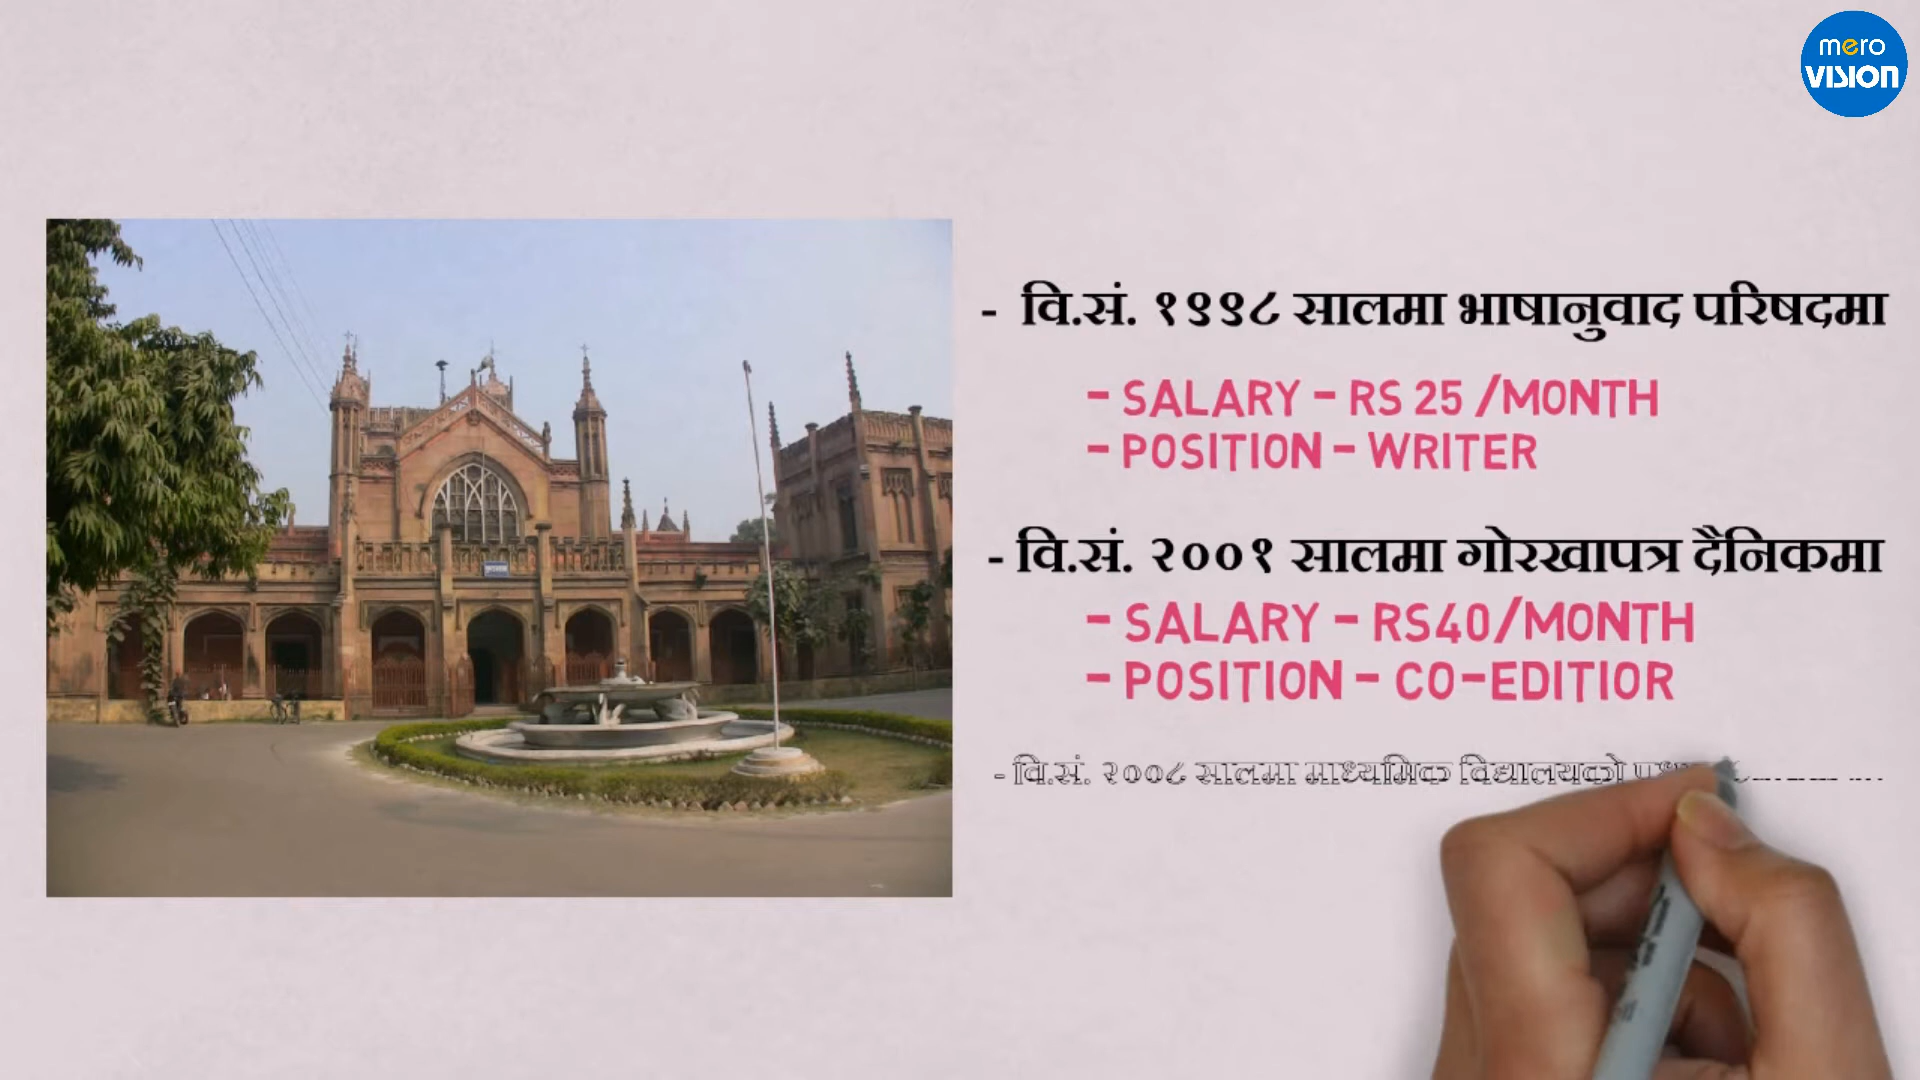 mero
VISION
- वि.सं. १९९८ सालमा भाषानुवाद परिषदमा
- SALARY - RS 25 /MONTH
- POSITION - WRITER
- वि.सं. २००१ सालमा गोरखापत्र दैनिकमा
- SALARY - RS40/MONTH
- POSITION - CO-EDITIOR
- वि.सं. २००८ सालमा माध्यमिक विद्यालयको